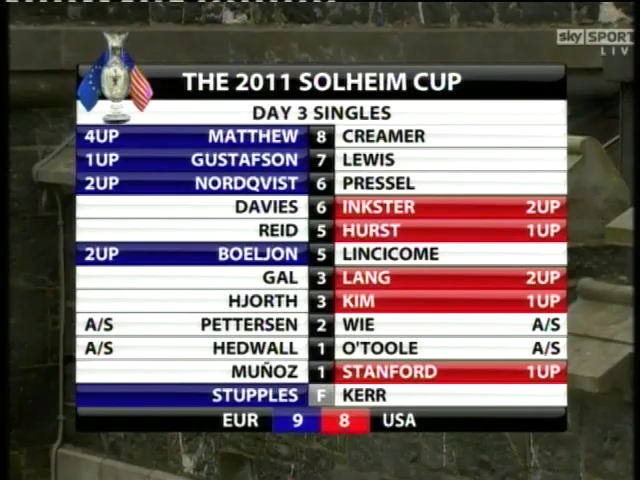 sky SPORT
LIV
THE 2011 SOLHEIM CUP
DAY 3 SINGLES
4UP MATTHEW 8 CREAMER
1UP GUSTAFSON 7 LEWIS
2UP NORDQVIST 6 PRESSEL
DAVIES 6 INKSTER 2UP
REID 5 HURST 1UP
2UP BOELJON 5 LINCICOME
GAL 3 LANG 2UP
HJORTH 3 KIM 1UP
A/S PETTERSEN 2 WIE A/S
A/S HEDWALL 1 O'TOOLE A/S
MUÑOZ 1 STANFORD 1UP
STUPPLES F KERR
EUR 9 8 USA